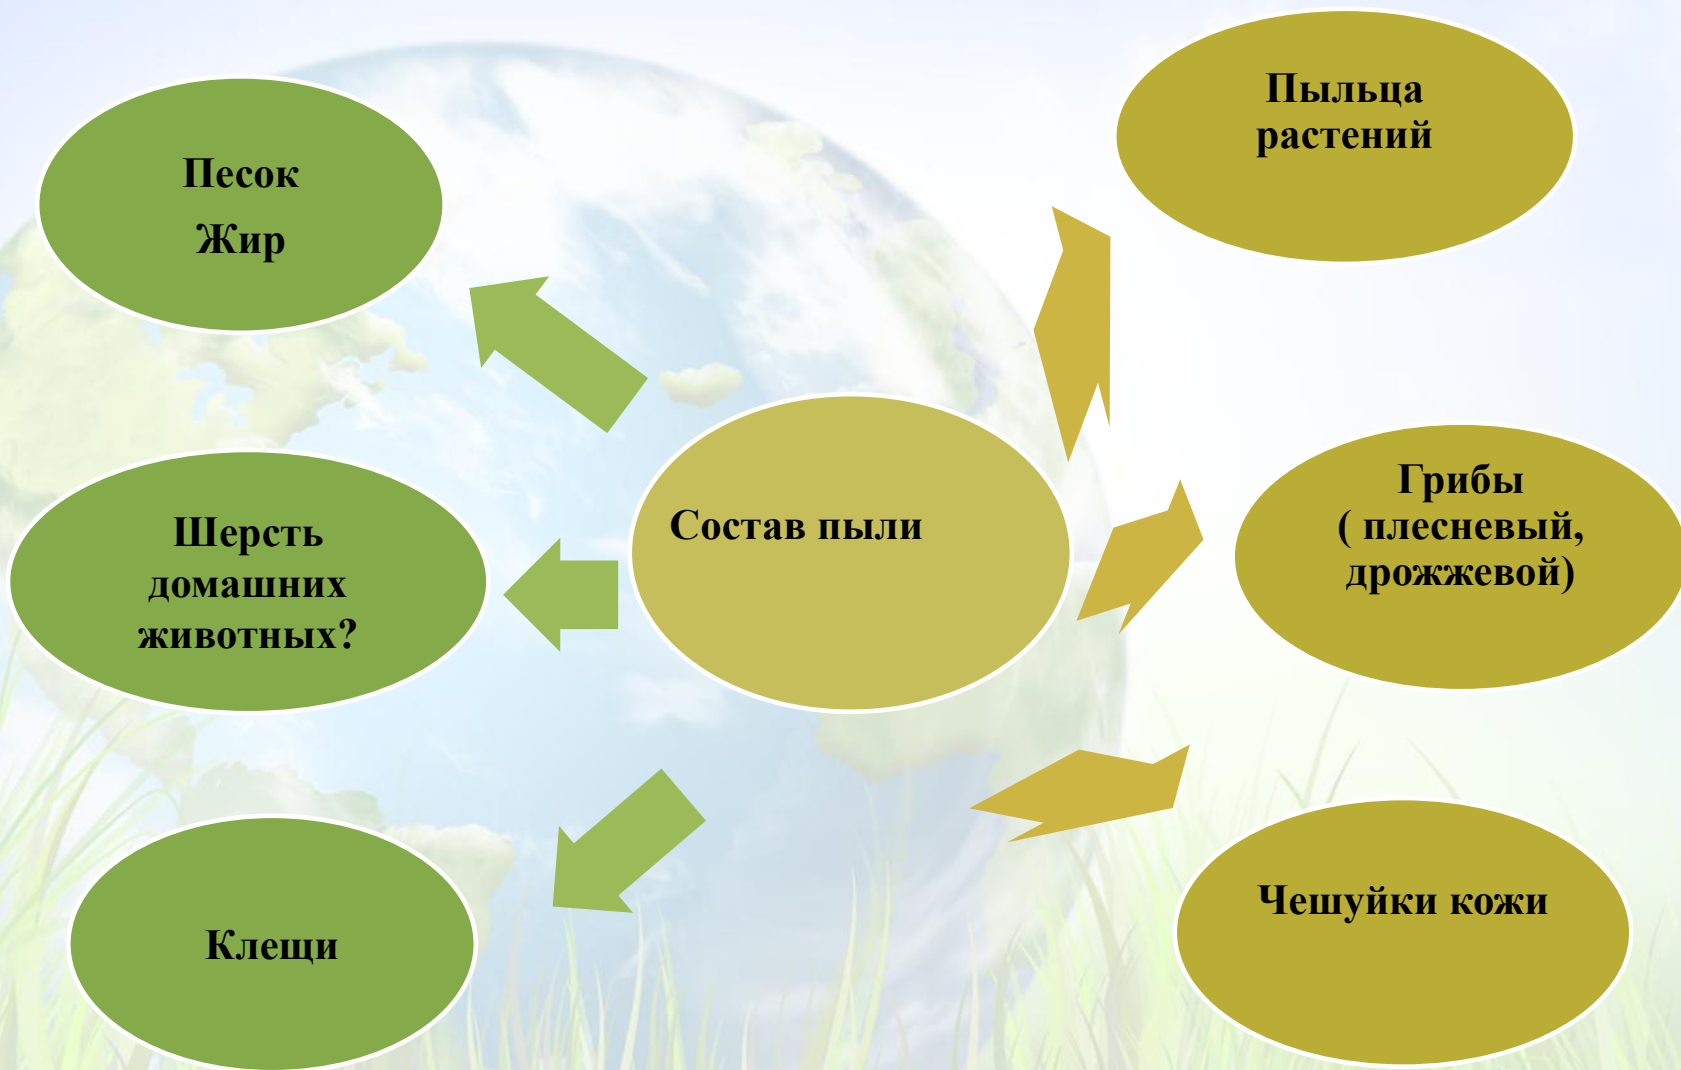 Песок
Жир
Шерсть
домашних
животных?
Клещи
Состав пыли
Пыльца
растений
Грибы
( плесневый,
дрожжевой)
Чешуйки кожи